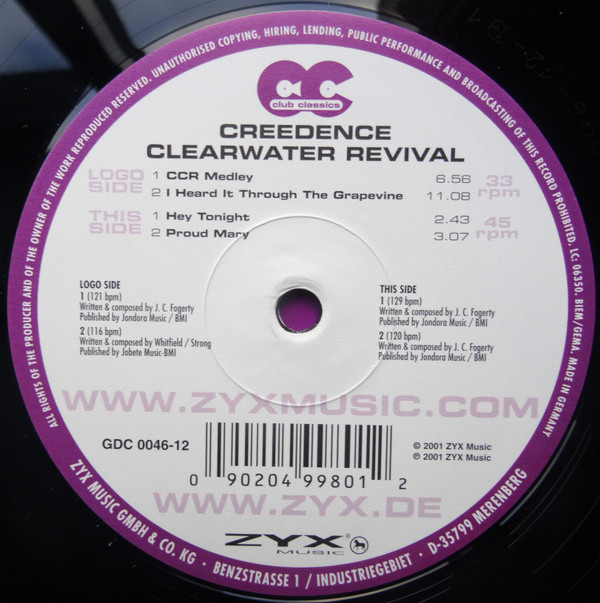 ALL RIGHTS OF THE PRODUCER AND OF THE OWNER OF THE WORK REPRODUCED RESERVED. UNAUTHORISED COPYING, HIRING, LENDING, PUBLIC PERFORMANCE AND BROADCASTING OF THIS RECORD PROHIBITED. LC: 06350. BIEM/GEMA. MADE IN GERMANY
CC
club classics
CREEDENCE
CLEARWATER REVIVAL
LOGO SIDE 1 CCR Medley 6.56 33 rpm
2 I Heard It Through The Grapevine 11.08
THIS SIDE 1 Hey Tonight 2.43 45 rpm
2 Proud Mary 3.07
LOGO SIDE
1 (121 bpm)
Written & composed by J. C. Fogerty
Published by Jondora Music / BMI
2 (116 bpm)
Written & composed by Whitfield / Strong
Published by Jobete Music-BMI
THIS SIDE
1 (129 bpm)
Written & composed by J. C. Fogerty
Published by Jondora Music / BMI
2 (120 bpm)
Written & composed by J. C. Fogerty
Published by Jondora Music / BMI
WWW.ZYXMUSIC.COM
GDC 0046-12
© 2001 ZYX Music
℗ 2001 ZYX Music
0 90204 99801 2
WWW.ZYX.DE
ZYX®
MUSIC
ZYX MUSIC GMBH & CO. KG · BENZSTRASSE 1 / INDUSTRIEGEBIET · D-35799 MERENBERG